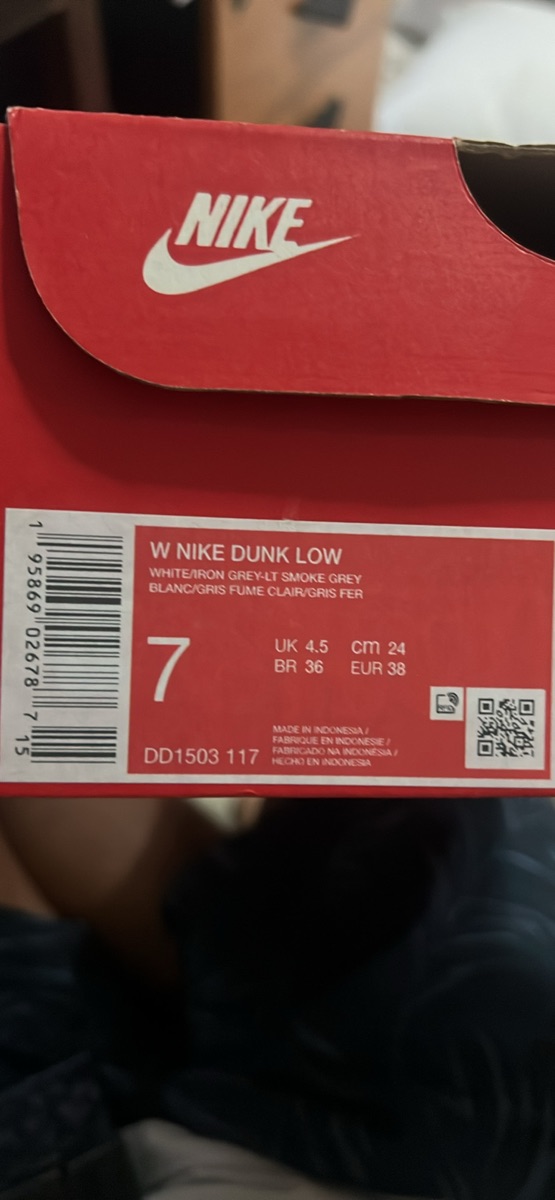 NIKE
W NIKE DUNK LOW
WHITE/IRON GREY-LT SMOKE GREY
BLANC/GRIS FUME CLAIR/GRIS FER
7
UK 4.5 cm 24
BR 36 EUR 38
DD1503 117
MADE IN INDONESIA /
FABRIQUE EN INDONESIE /
FABRICADO NA INDONÉSIA /
HECHO EN INDONESIA
1 95869 02678 7 15